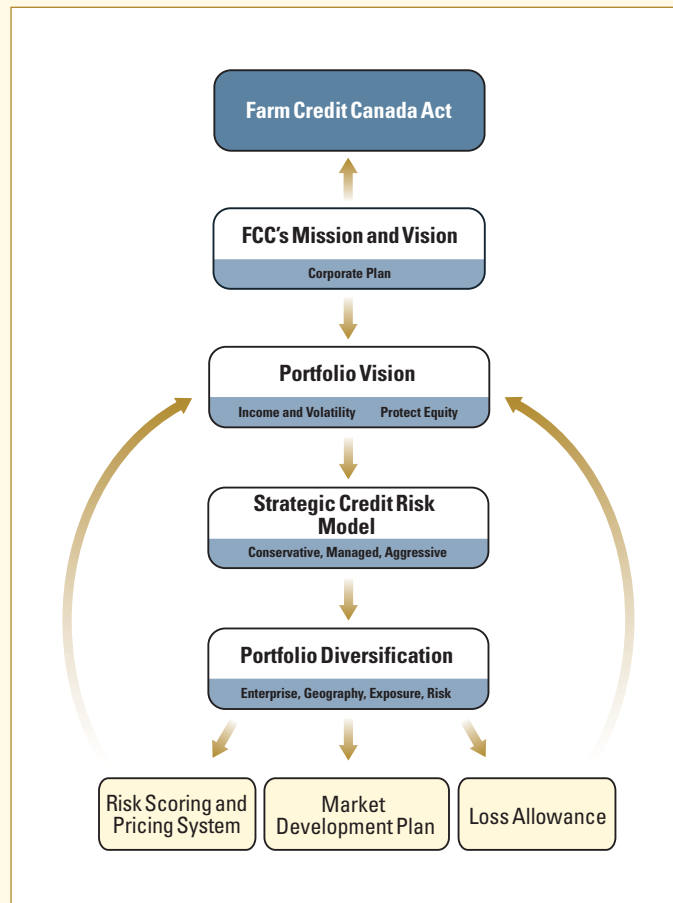 Farm Credit Canada Act
FCC's Mission and Vision
Corporate Plan
Portfolio Vision
Income and Volatility Protect Equity
Strategic Credit Risk
Model
Conservative, Managed, Aggressive
Portfolio Diversification
Enterprise, Geography, Exposure, Risk
Risk Scoring and
Pricing System
Market
Development Plan
Loss Allowance